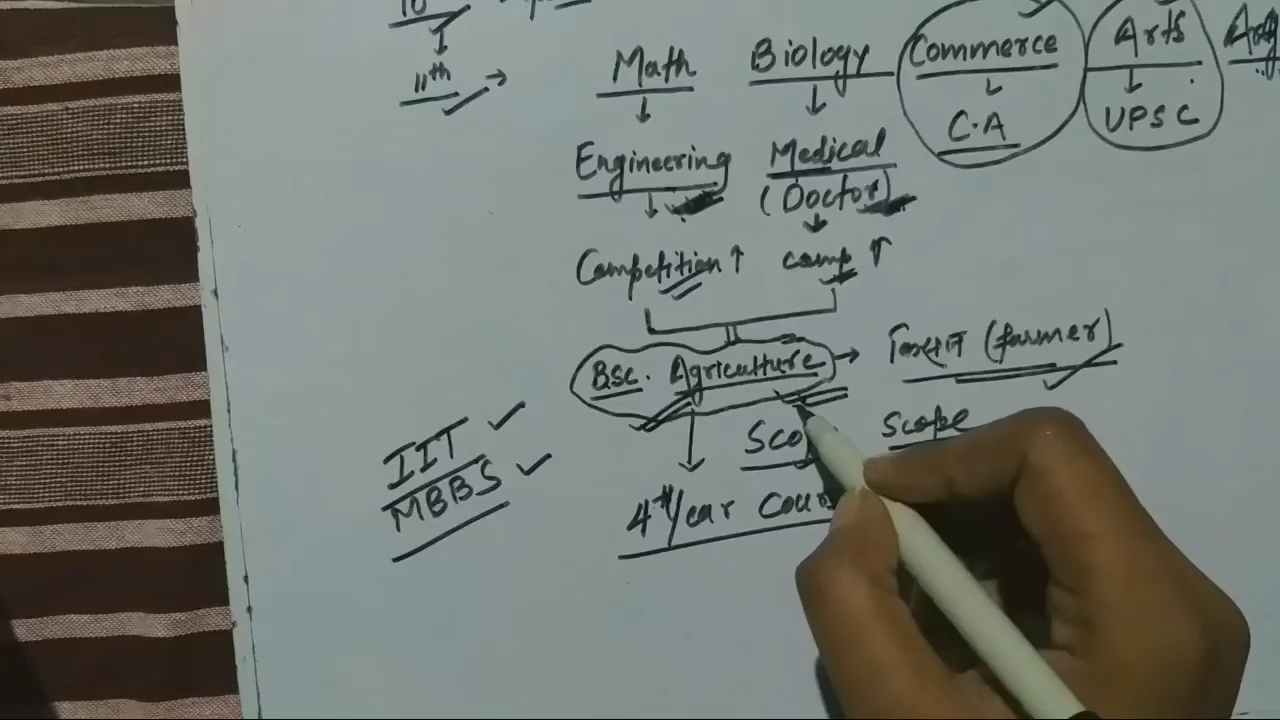 10
11th → Math Biology Commerce Arts
Engineering Medical C.A UPSC
(Doctor)
Competition ↑ comp ↑
BSc. Agriculture → (farmer)
IIT ✓ Scope
MBBS ✓ 4th/year